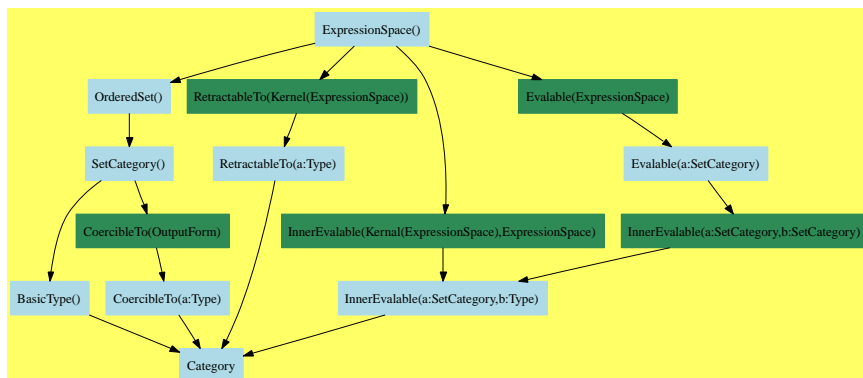 ExpressionSpace()
OrderedSet()
RetractableTo(Kernel(ExpressionSpace))
Evalable(ExpressionSpace)
SetCategory()
RetractableTo(a:Type)
Evalable(a:SetCategory)
CoercibleTo(OutputForm)
InnerEvalable(Kernal(ExpressionSpace),ExpressionSpace)
InnerEvalable(a:SetCategory,b:SetCategory)
BasicType()
CoercibleTo(a:Type)
InnerEvalable(a:SetCategory,b:Type)
Category